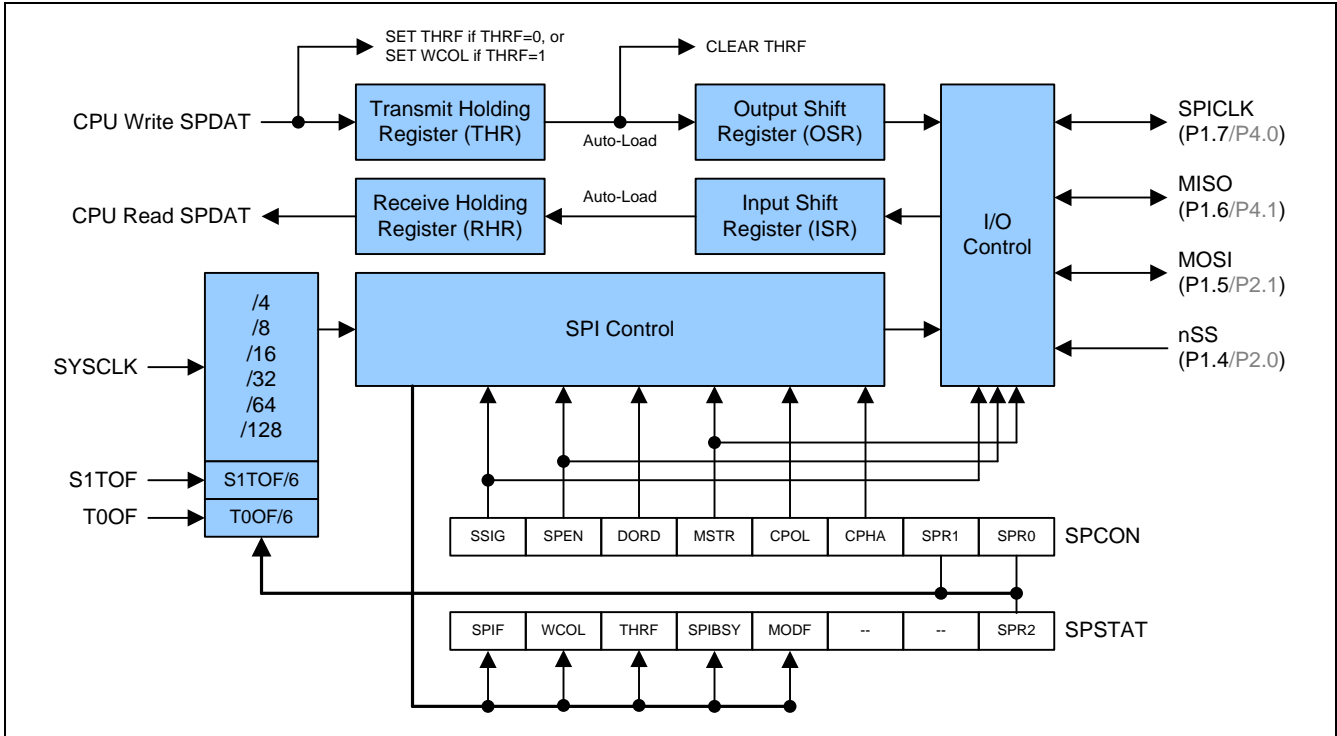 SET THRF if THRF=0, or
SET WCOL if THRF=1
CLEAR THRF
CPU Write SPDAT
Transmit Holding
Register (THR)
Auto-Load
Output Shift
Register (OSR)
SPICLK
(P1.7/P4.0)
CPU Read SPDAT
Receive Holding
Register (RHR)
Auto-Load
Input Shift
Register (ISR)
I/O
Control
MISO
(P1.6/P4.1)
MOSI
(P1.5/P2.1)
nSS
(P1.4/P2.0)
SYSCLK
/4
/8
/16
/32
/64
/128
SPI Control
S1TOF
S1TOF/6
T0OF
T0OF/6
SSIG SPEN DORD MSTR CPOL CPHA SPR1 SPR0 SPCON
SPIF WCOL THRF SPIBSY MODF -- -- SPR2 SPSTAT